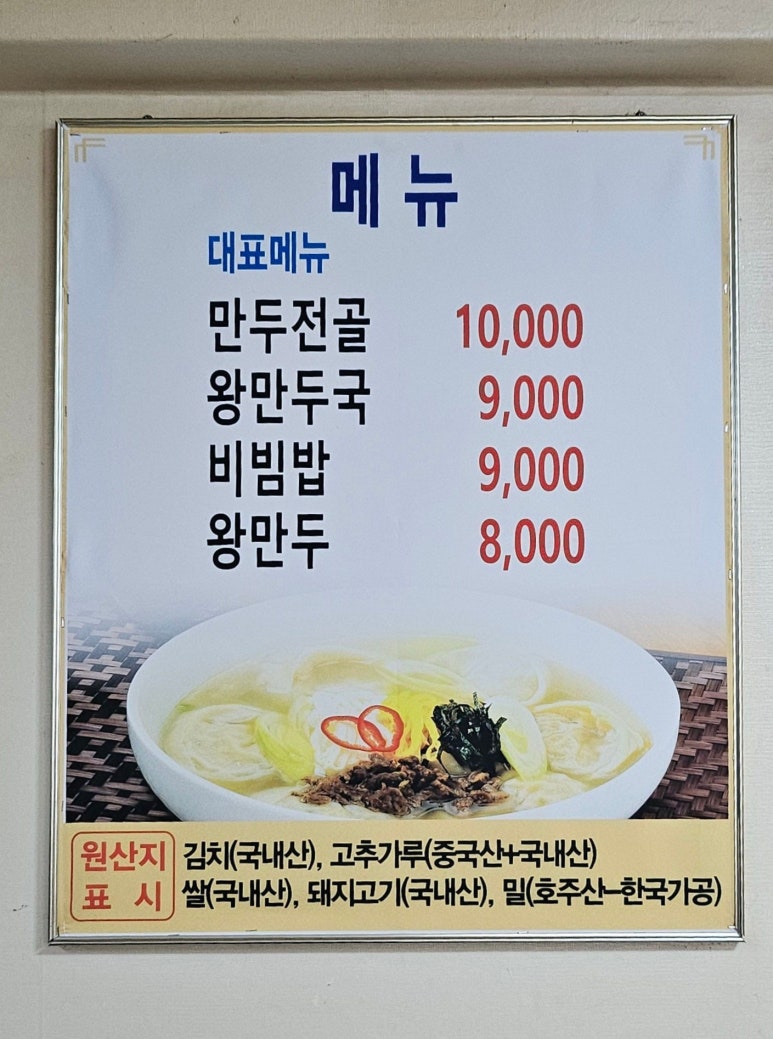 메뉴
대표메뉴
만두전골 10,000
왕만두국 9,000
비빔밥 9,000
왕만두 8,000
원산지 표시
김치(국내산), 고추가루(중국산+국내산)
쌀(국내산), 돼지고기(국내산), 밀(호주산-한국가공)